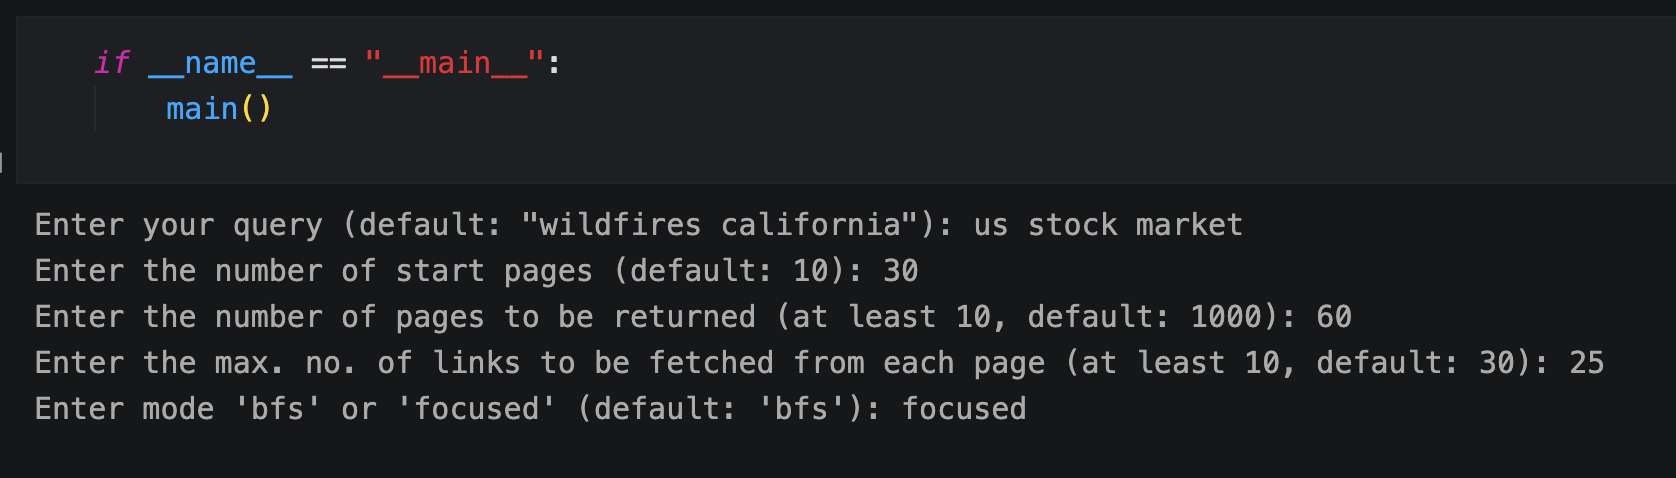 if __name__ == "__main__":
    main()
Enter your query (default: "wildfires california"): us stock market
Enter the number of start pages (default: 10): 30
Enter the number of pages to be returned (at least 10, default: 1000): 60
Enter the max. no. of links to be fetched from each page (at least 10, default: 30): 25
Enter mode 'bfs' or 'focused' (default: 'bfs'): focused